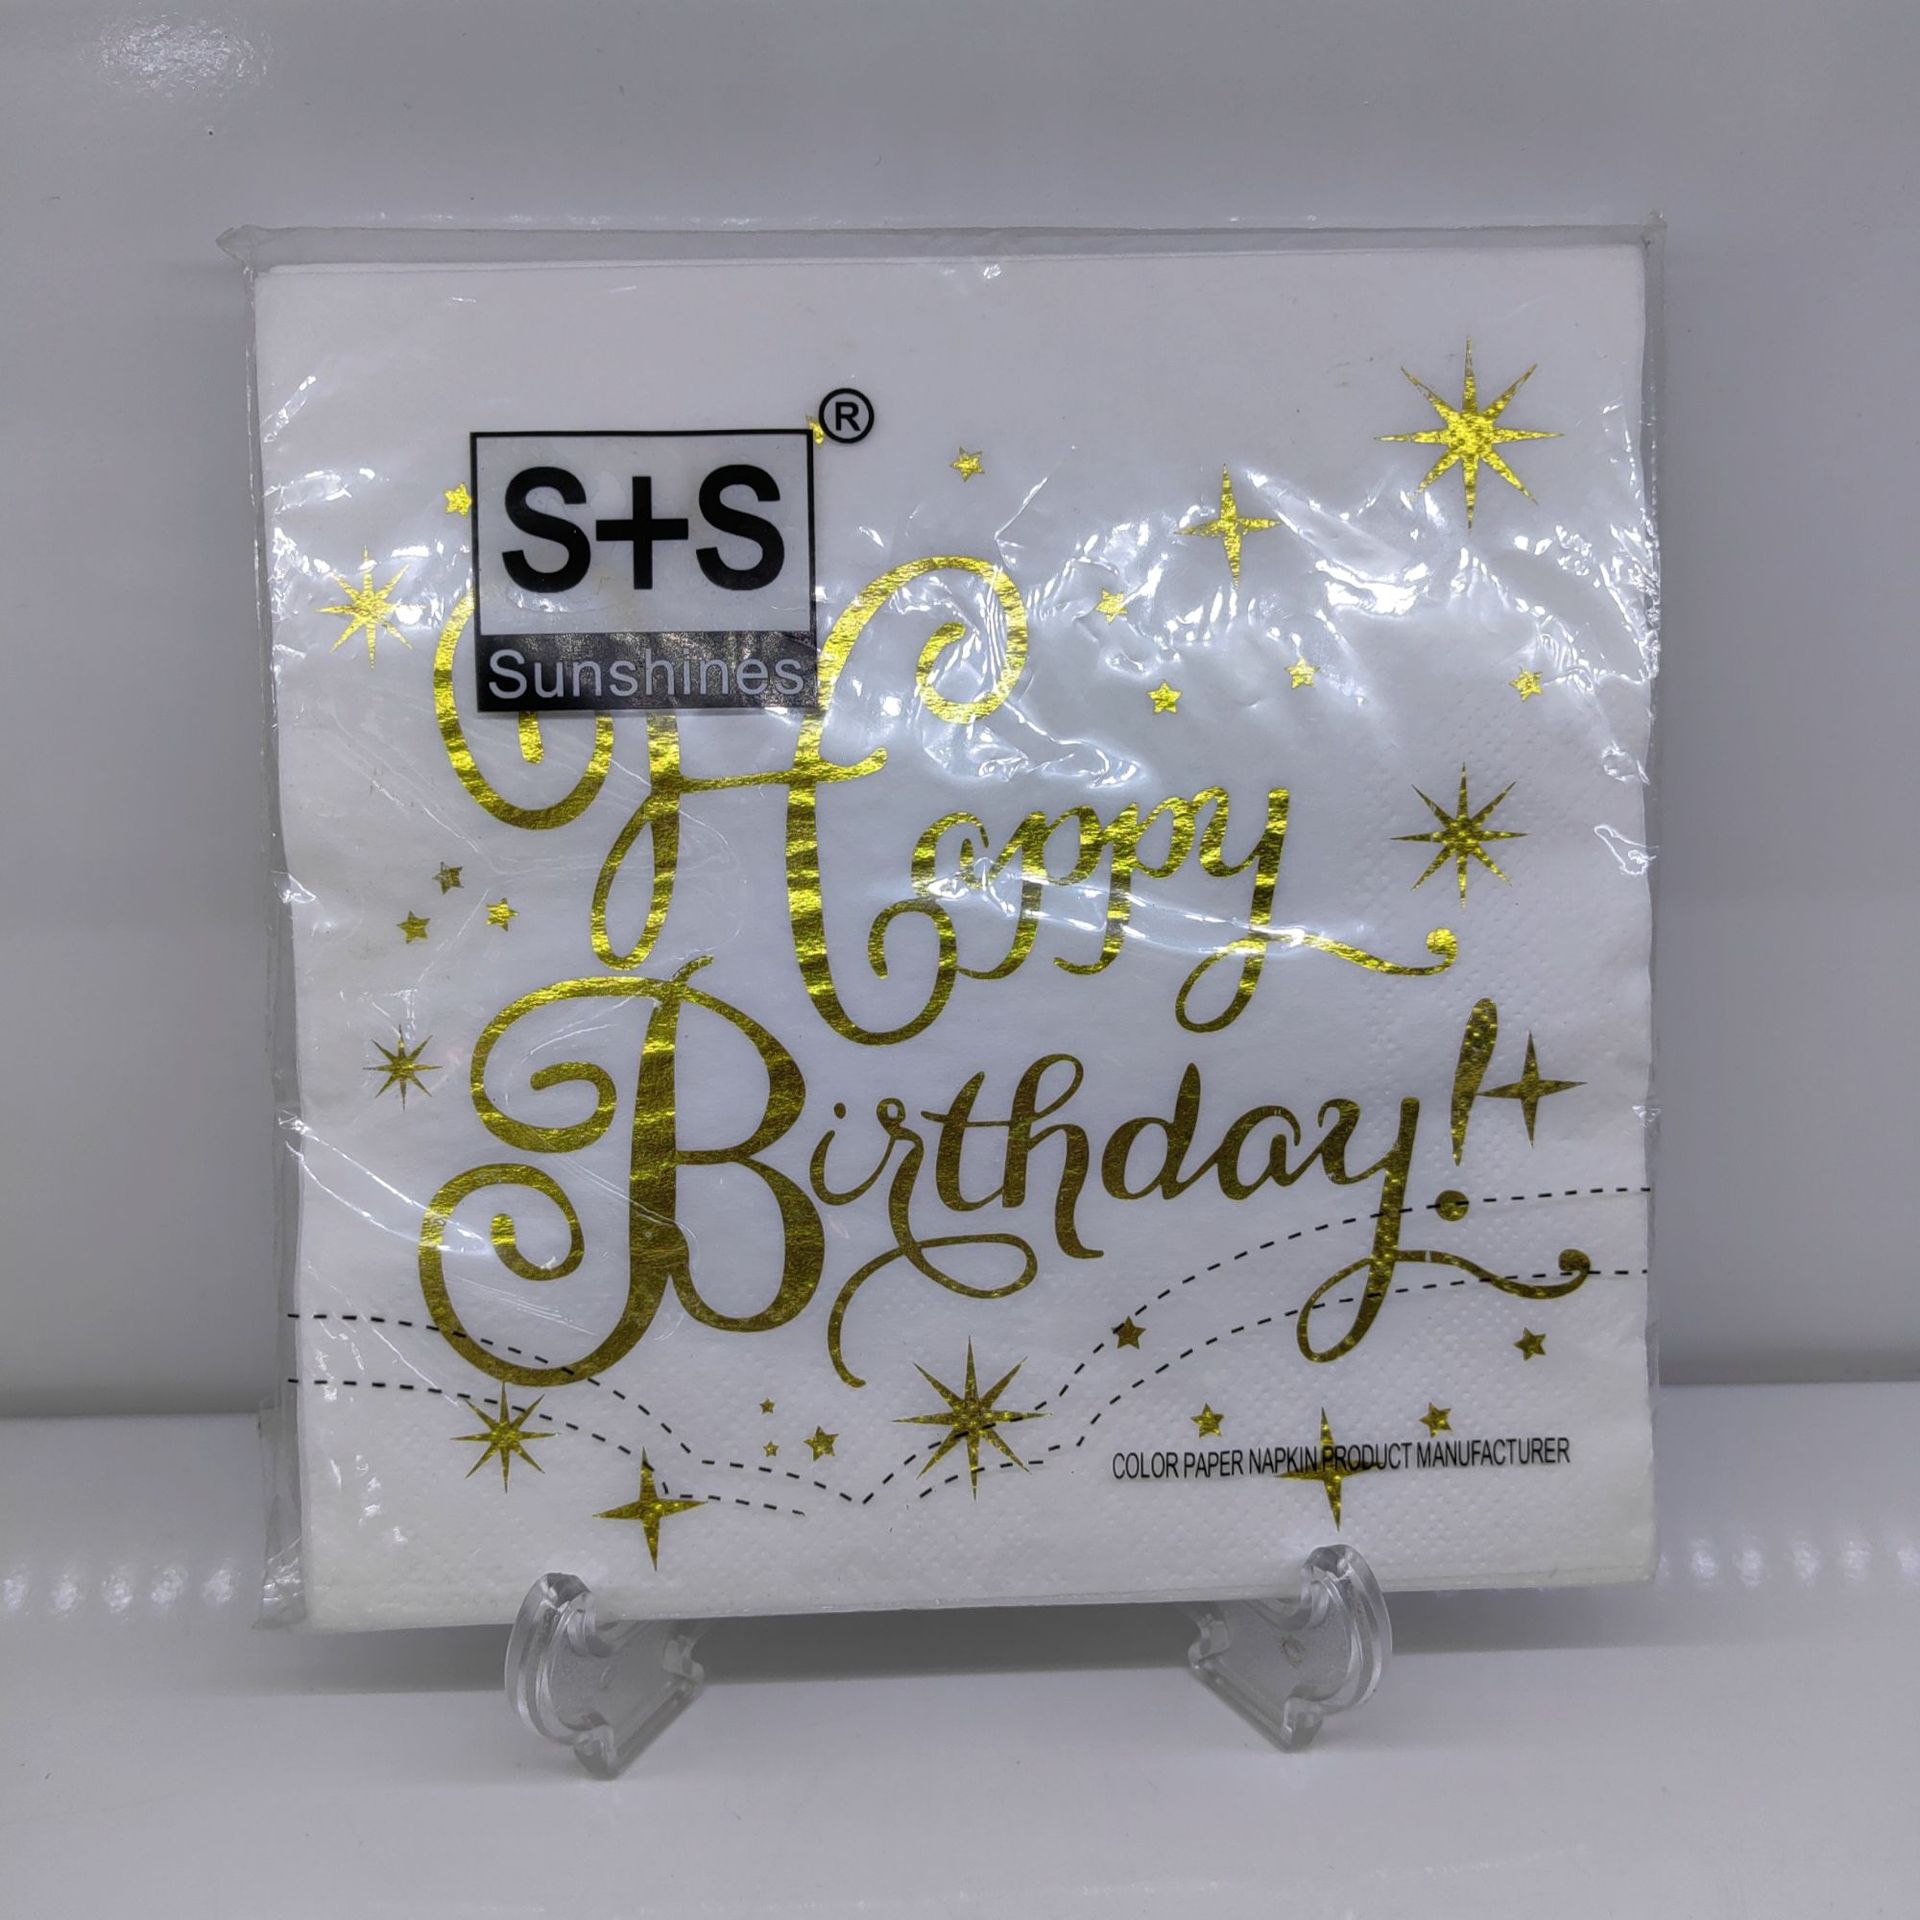 S+S®
Sunshines
Happy
Birthday!
COLOR PAPER NAPKIN PRODUCT MANUFACTURER